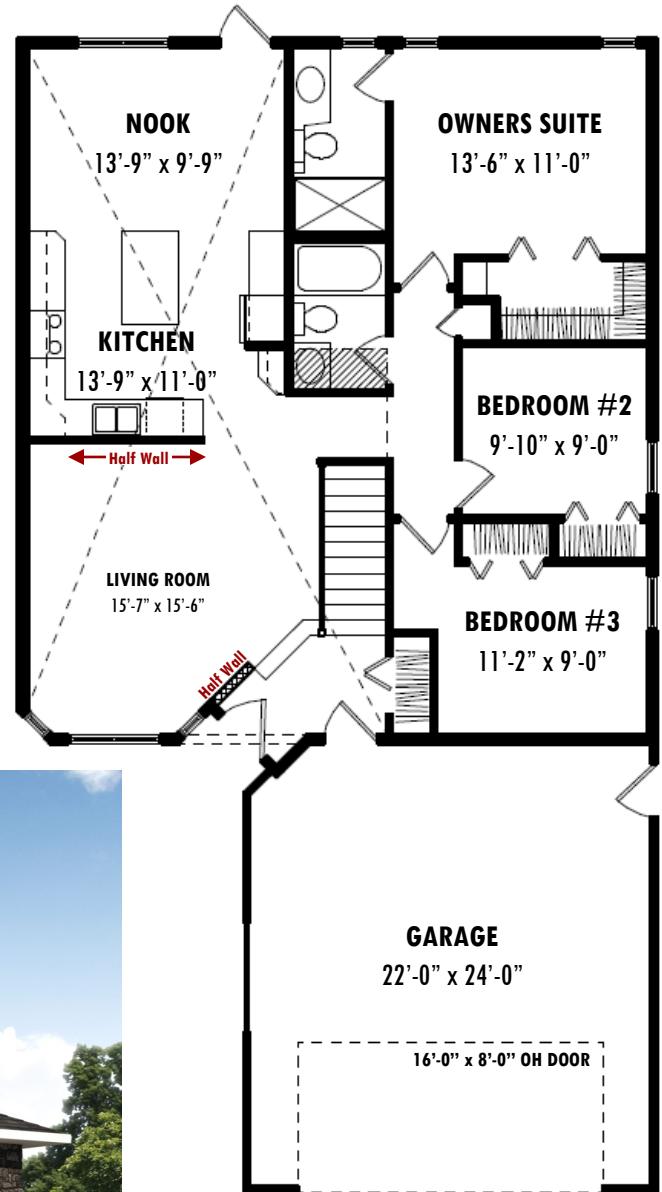 NOOK
13’-9” x 9’-9”
OWNERS SUITE
13’-6” x 11’-0”
KITCHEN
13’-9” x 11’-0”
BEDROOM #2
9’-10” x 9’-0”
Half Wall
LIVING ROOM
15’-7” x 15’-6”
BEDROOM #3
11’-2” x 9’-0”
Half Wall
GARAGE
22’-0” x 24’-0”
16’-0” x 8’-0” OH DOOR